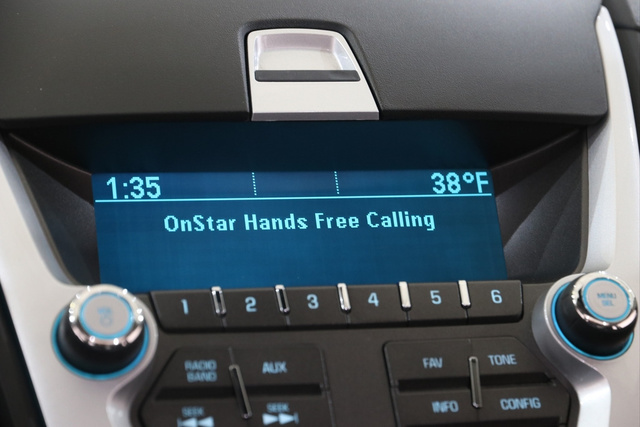 1:35 38°F
OnStar Hands Free Calling
1 2 3 4 5 6
MENU
SEL
RADIO
BAND
AUX
FAV TONE
SEEK SEEK
INFO CONFIG